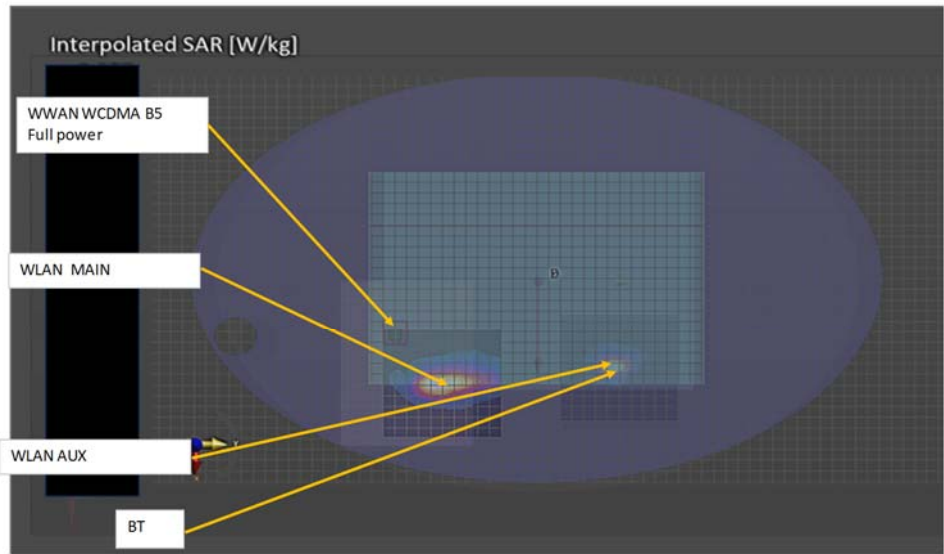 Interpolated SAR [W/kg]
WWAN WCDMA B5
Full power
WLAN MAIN
WLAN AUX
BT